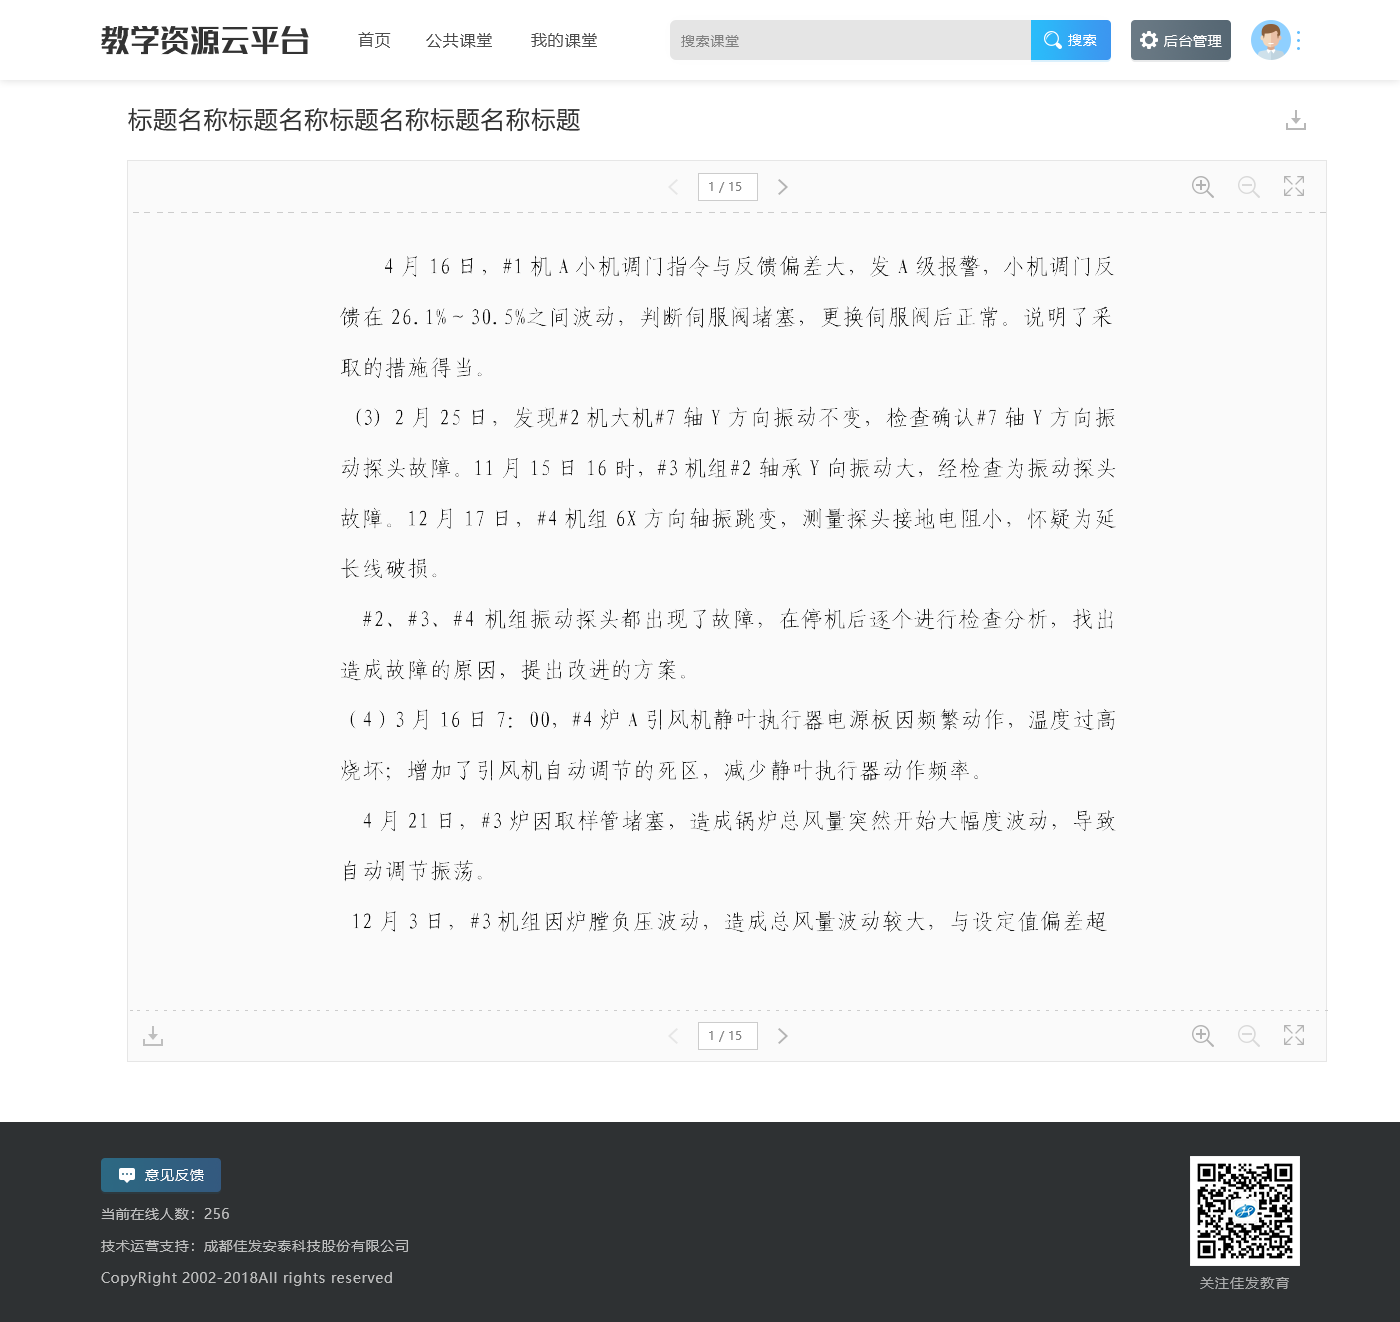 教学资源云平台 首页 公共课堂 我的课堂 搜索课堂 搜索 后台管理
标题名称标题名称标题名称标题名称标题
1 / 15
4 月 16 日，#1 机 A 小机调门指令与反馈偏差大，发 A 级报警，小机调门反
馈在 26.1%～30.5%之间波动，判断伺服阀堵塞，更换伺服阀后正常。说明了采
取的措施得当。
(3) 2 月 25 日，发现#2 机大机#7 轴 Y 方向振动不变，检查确认#7 轴 Y 方向振
动探头故障。11 月 15 日 16 时，#3 机组#2 轴承 Y 向振动大，经检查为振动探头
故障。12 月 17 日，#4 机组 6X 方向轴振跳变，测量探头接地电阻小，怀疑为延
长线破损。
#2、#3、#4 机组振动探头都出现了故障，在停机后逐个进行检查分析，找出
造成故障的原因，提出改进的方案。
（4）3 月 16 日 7：00，#4 炉 A 引风机静叶执行器电源板因频繁动作，温度过高
烧坏；增加了引风机自动调节的死区，减少静叶执行器动作频率。
4 月 21 日，#3 炉因取样管堵塞，造成锅炉总风量突然开始大幅度波动，导致
自动调节振荡。
12 月 3 日，#3 机组因炉膛负压波动，造成总风量波动较大，与设定值偏差超
1 / 15
意见反馈
当前在线人数：256
技术运营支持：成都佳发安泰科技股份有限公司
CopyRight 2002-2018All rights reserved
关注佳发教育